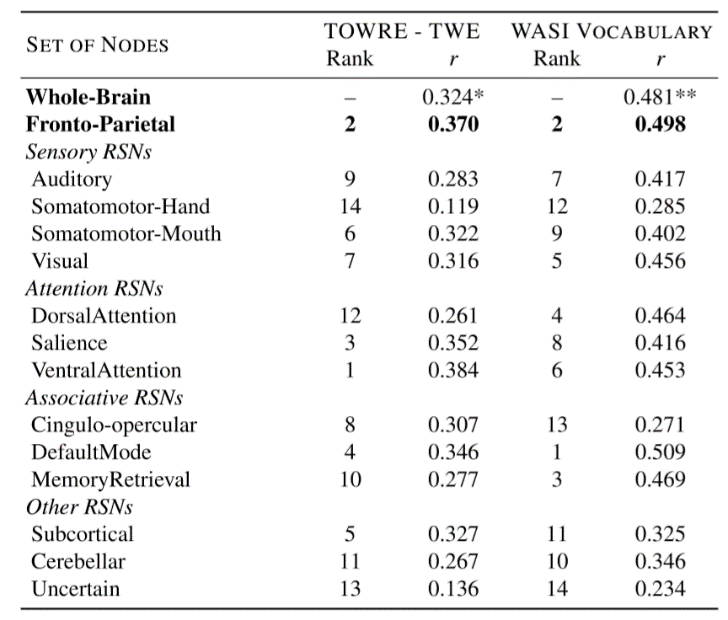 SET OF NODES TOWRE - TWE WASI VOCABULARY
Rank r Rank r
Whole-Brain – 0.324* – 0.481**
Fronto-Parietal 2 0.370 2 0.498
Sensory RSNs
Auditory 9 0.283 7 0.417
Somatomotor-Hand 14 0.119 12 0.285
Somatomotor-Mouth 6 0.322 9 0.402
Visual 7 0.316 5 0.456
Attention RSNs
DorsalAttention 12 0.261 4 0.464
Salience 3 0.352 8 0.416
VentralAttention 1 0.384 6 0.453
Associative RSNs
Cingulo-opercular 8 0.307 13 0.271
DefaultMode 4 0.346 1 0.509
MemoryRetrieval 10 0.277 3 0.469
Other RSNs
Subcortical 5 0.327 11 0.325
Cerebellar 11 0.267 10 0.346
Uncertain 13 0.136 14 0.234